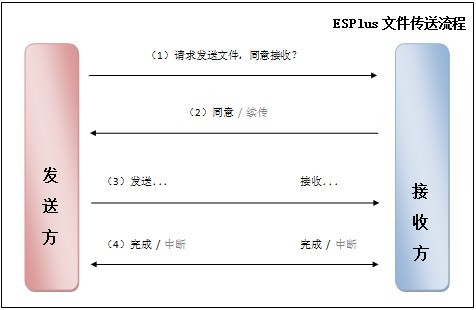 ESPlus 文件传送流程
（1）请求发送文件，同意接收？
（2）同意 / 续传
（3）发送... 接收...
（4）完成 / 中断 完成 / 中断
发送方
接收方